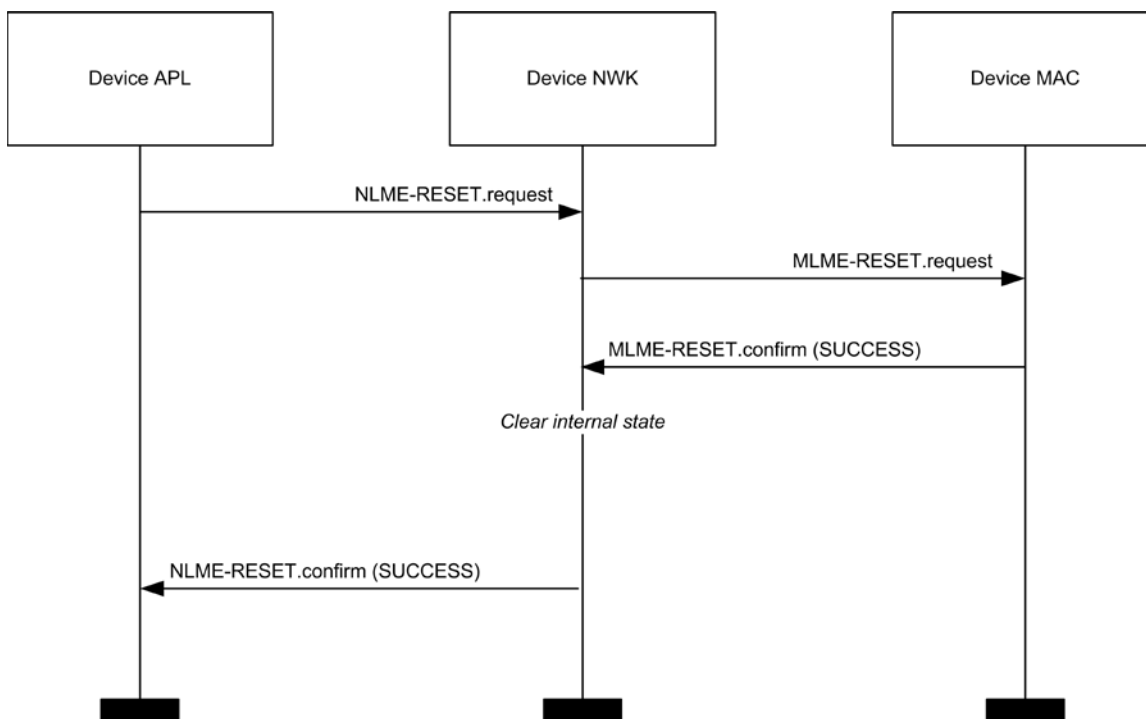 Device APL
Device NWK
Device MAC
NLME-RESET.request
MLME-RESET.request
MLME-RESET.confirm (SUCCESS)
Clear internal state
NLME-RESET.confirm (SUCCESS)